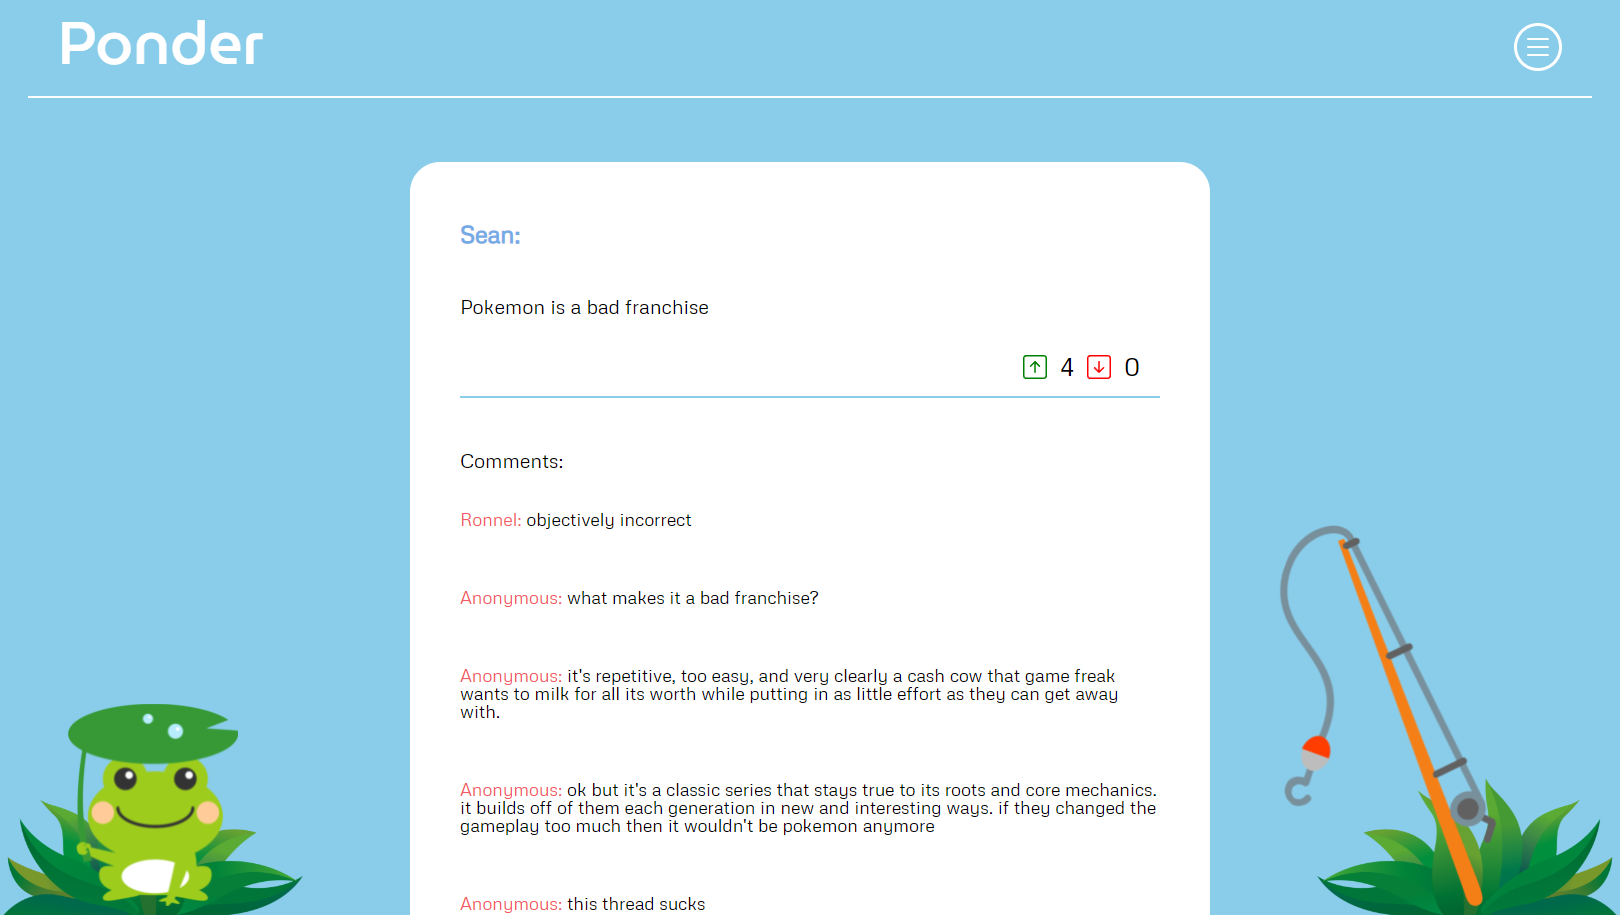 Ponder
Sean:
Pokemon is a bad franchise
4 0
Comments:
Ronnel: objectively incorrect
Anonymous: what makes it a bad franchise?
Anonymous: it's repetitive, too easy, and very clearly a cash cow that game freak
wants to milk for all its worth while putting in as little effort as they can get away
with.
Anonymous: ok but it's a classic series that stays true to its roots and core mechanics.
it builds off of them each generation in new and interesting ways. if they changed the
gameplay too much then it wouldn't be pokemon anymore
Anonymous: this thread sucks